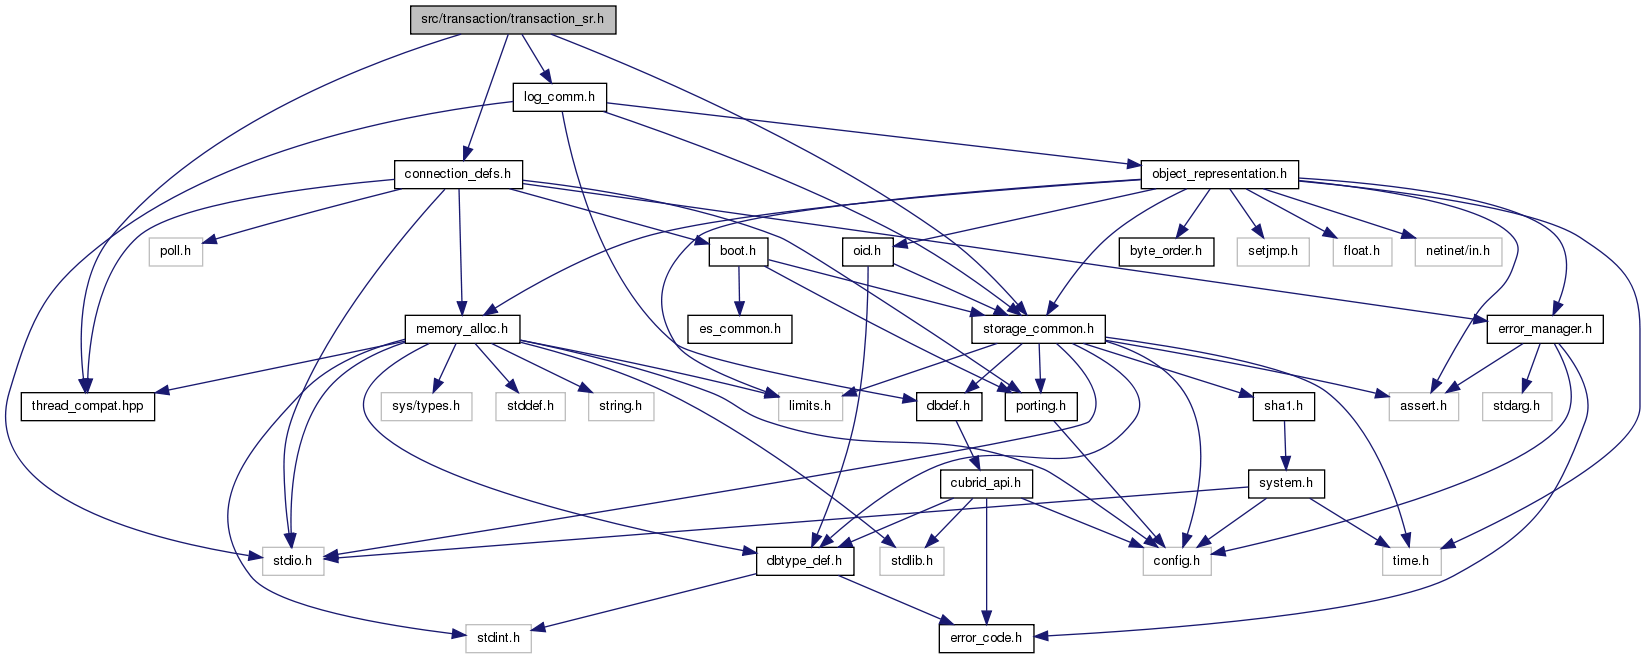 src/transaction/transaction_sr.h
log_comm.h
connection_defs.h
object_representation.h
poll.h
boot.h
oid.h
byte_order.h
setjmp.h
float.h
netinet/in.h
memory_alloc.h
es_common.h
storage_common.h
error_manager.h
thread_compat.hpp
sys/types.h
stddef.h
string.h
limits.h
dbdef.h
porting.h
sha1.h
assert.h
stdarg.h
cubrid_api.h
system.h
stdio.h
dbtype_def.h
stdlib.h
config.h
time.h
stdint.h
error_code.h